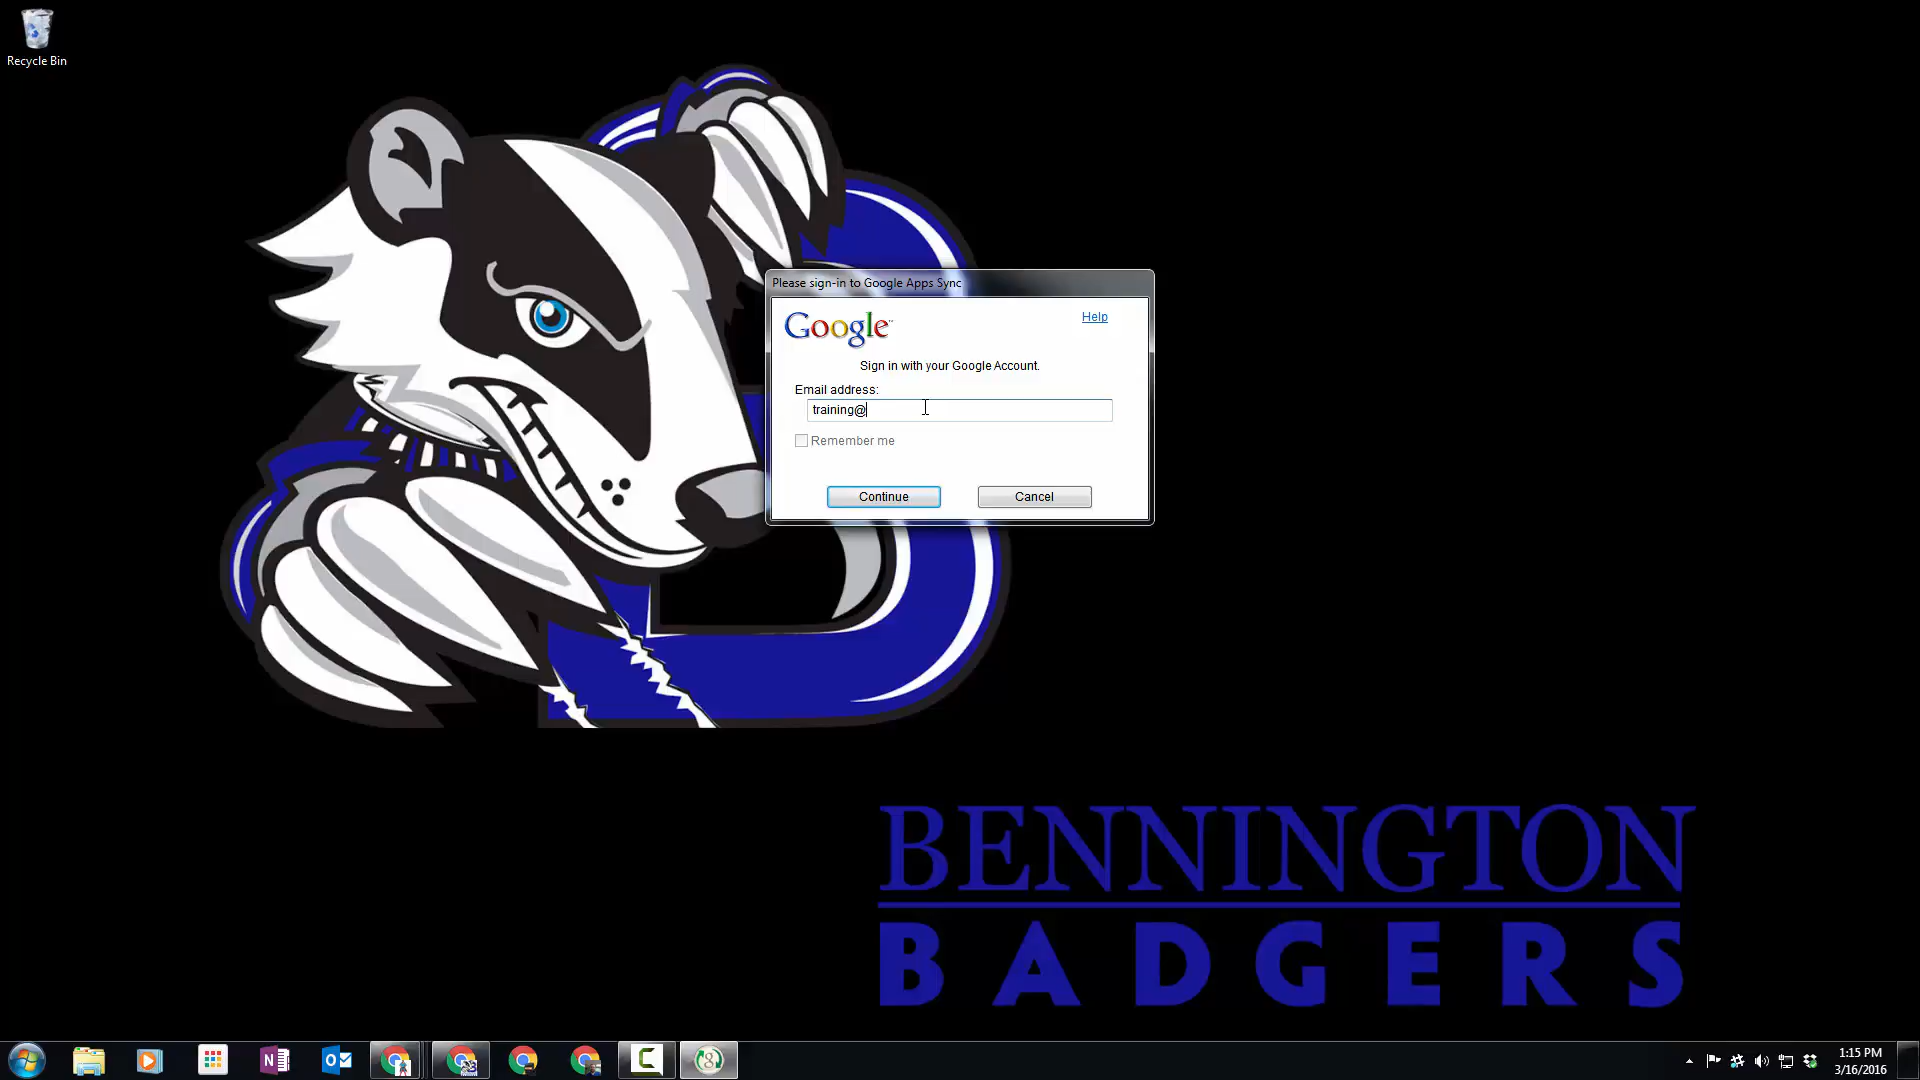 Recycle Bin
Please sign-in to Google Apps Sync
Google™
Help
Sign in with your Google Account.
Email address:
training@
Remember me
Continue
Cancel
BENNINGTON
BADGERS
1:15 PM
3/16/2016